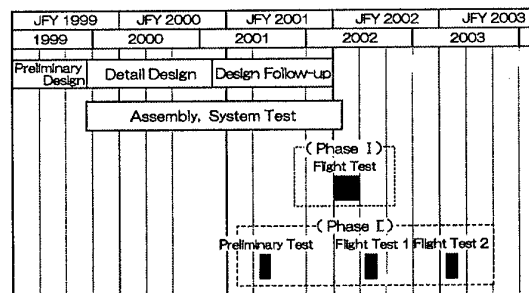 JFY 1999 JFY 2000 JFY 2001 JFY 2002 JFY 2003
1999 2000 2001 2002 2003
Preliminary
Design
Detail Design
Design Follow-up
Assembly, System Test
(Phase I)
Flight Test
(Phase II)
Preliminary Test Flight Test 1 Flight Test 2